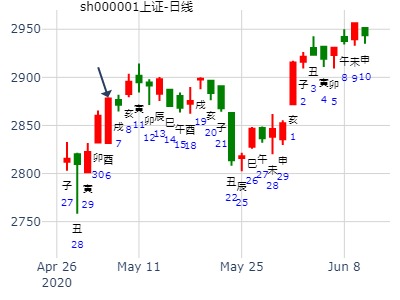 sh000001上证-日线
2950
2900
2850
2800
2750
子
27
丑
28
寅
29
卯
30
酉
6
戌
7
亥
8
寅
11
卯
12
辰
13
巳
14
午
15
酉
18
戌
19
亥
20
子
21
丑
22
辰
25
巳
26
午
27
未
28
申
29
亥
1
子
2
丑
3
寅
4
卯
5
午
8
未
9
申
10
Apr 26
2020
May 11
May 25
Jun 8